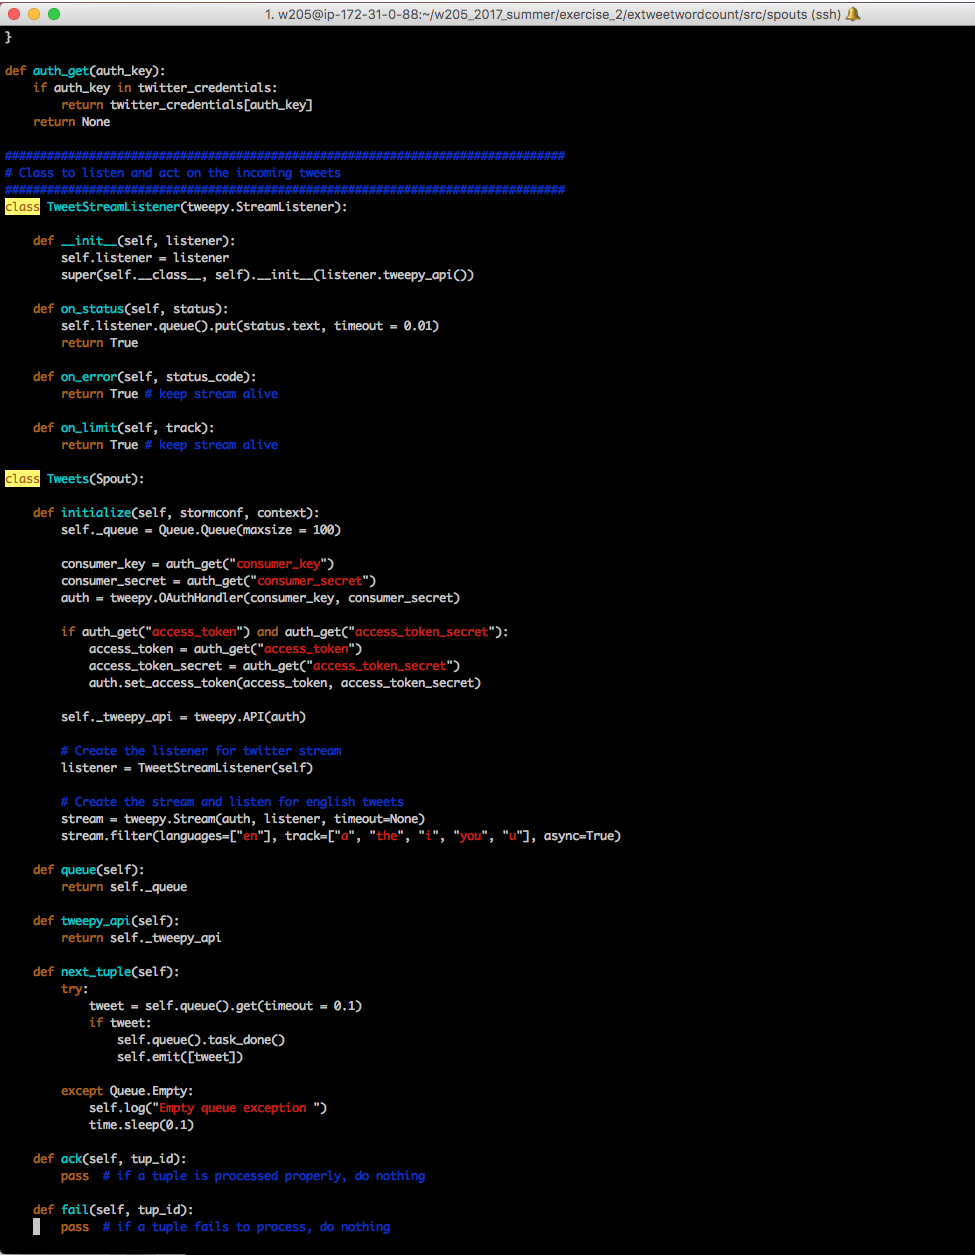 1. w205@ip-172-31-0-88:~/w205_2017_summer/exercise_2/extweetwordcount/src/spouts (ssh)
}

def auth_get(auth_key):
    if auth_key in twitter_credentials:
        return twitter_credentials[auth_key]
    return None

################################################################################
# Class to listen and act on the incoming tweets
################################################################################
class TweetStreamListener(tweepy.StreamListener):

    def __init__(self, listener):
        self.listener = listener
        super(self.__class__, self).__init__(listener.tweepy_api())

    def on_status(self, status):
        self.listener.queue().put(status.text, timeout = 0.01)
        return True

    def on_error(self, status_code):
        return True # keep stream alive

    def on_limit(self, track):
        return True # keep stream alive

class Tweets(Spout):

    def initialize(self, stormconf, context):
        self._queue = Queue.Queue(maxsize = 100)

        consumer_key = auth_get("consumer_key")
        consumer_secret = auth_get("consumer_secret")
        auth = tweepy.OAuthHandler(consumer_key, consumer_secret)

        if auth_get("access_token") and auth_get("access_token_secret"):
            access_token = auth_get("access_token")
            access_token_secret = auth_get("access_token_secret")
            auth.set_access_token(access_token, access_token_secret)

        self._tweepy_api = tweepy.API(auth)

        # Create the listener for twitter stream
        listener = TweetStreamListener(self)

        # Create the stream and listen for english tweets
        stream = tweepy.Stream(auth, listener, timeout=None)
        stream.filter(languages=["en"], track=["a", "the", "i", "you", "u"], async=True)

    def queue(self):
        return self._queue

    def tweepy_api(self):
        return self._tweepy_api

    def next_tuple(self):
        try:
            tweet = self.queue().get(timeout = 0.1)
            if tweet:
                self.queue().task_done()
                self.emit([tweet])

        except Queue.Empty:
            self.log("Empty queue exception ")
            time.sleep(0.1)

    def ack(self, tup_id):
        pass  # if a tuple is processed properly, do nothing

    def fail(self, tup_id):
        pass  # if a tuple fails to process, do nothing